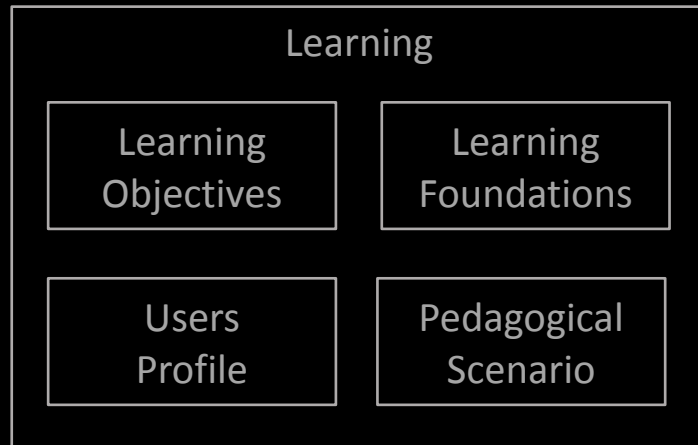 Learning
Learning
Objectives
Learning
Foundations
Users
Profile
Pedagogical
Scenario